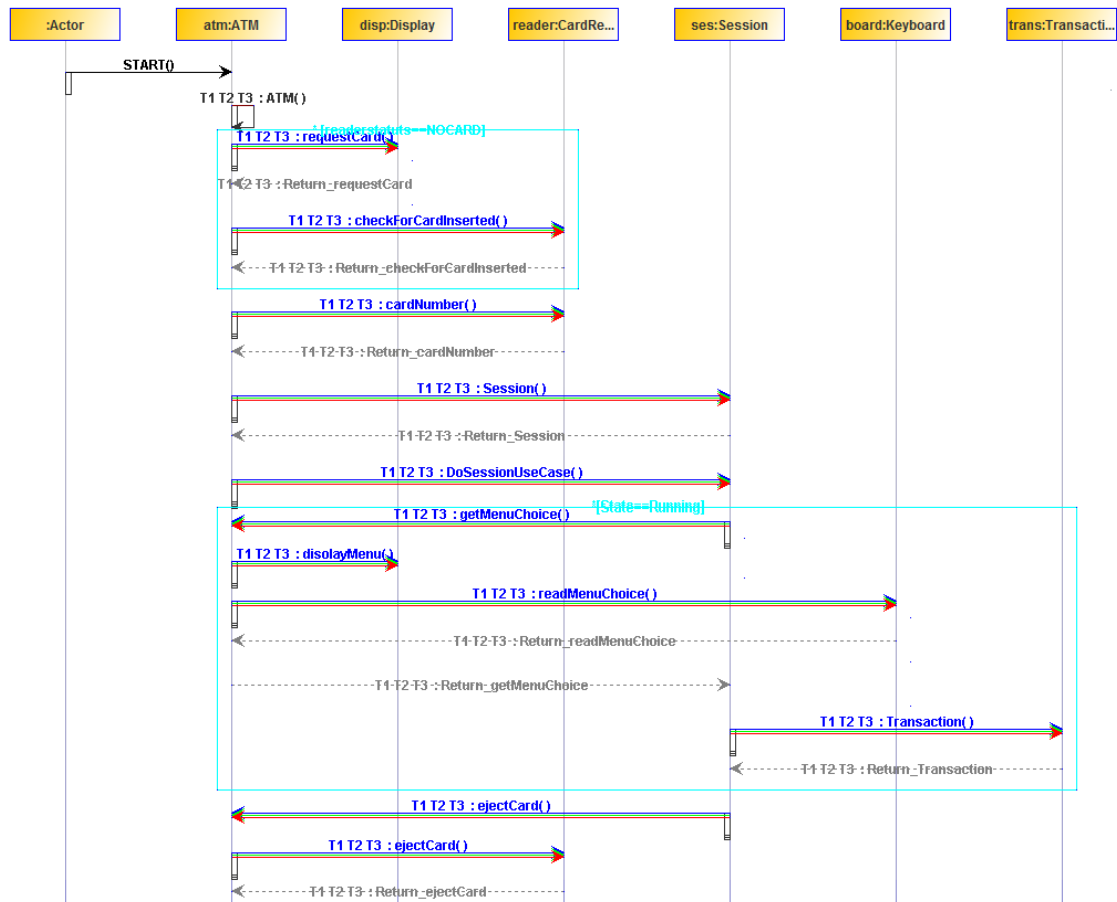 :Actor
atm:ATM
disp:Display
reader:CardRe...
ses:Session
board:Keyboard
trans:Transacti...
START()
T1 T2 T3 : ATM( )
* [readerstatuts==NOCARD]
T1 T2 T3 : requestCard( )
T1 T2 T3 : Return_requestCard
T1 T2 T3 : checkForCardInserted( )
T1 T2 T3 : Return_checkForCardInserted
T1 T2 T3 : cardNumber( )
T1 T2 T3 : Return_cardNumber
T1 T2 T3 : Session( )
T1 T2 T3 : Return_Session
T1 T2 T3 : DoSessionUseCase( )
*[State==Running]
T1 T2 T3 : getMenuChoice( )
T1 T2 T3 : disolayMenu( )
T1 T2 T3 : readMenuChoice( )
T1 T2 T3 : Return_readMenuChoice
T1 T2 T3 : Return_getMenuChoice
T1 T2 T3 : Transaction( )
T1 T2 T3 : Return_Transaction
T1 T2 T3 : ejectCard( )
T1 T2 T3 : ejectCard( )
T1 T2 T3 : Return_ejectCard